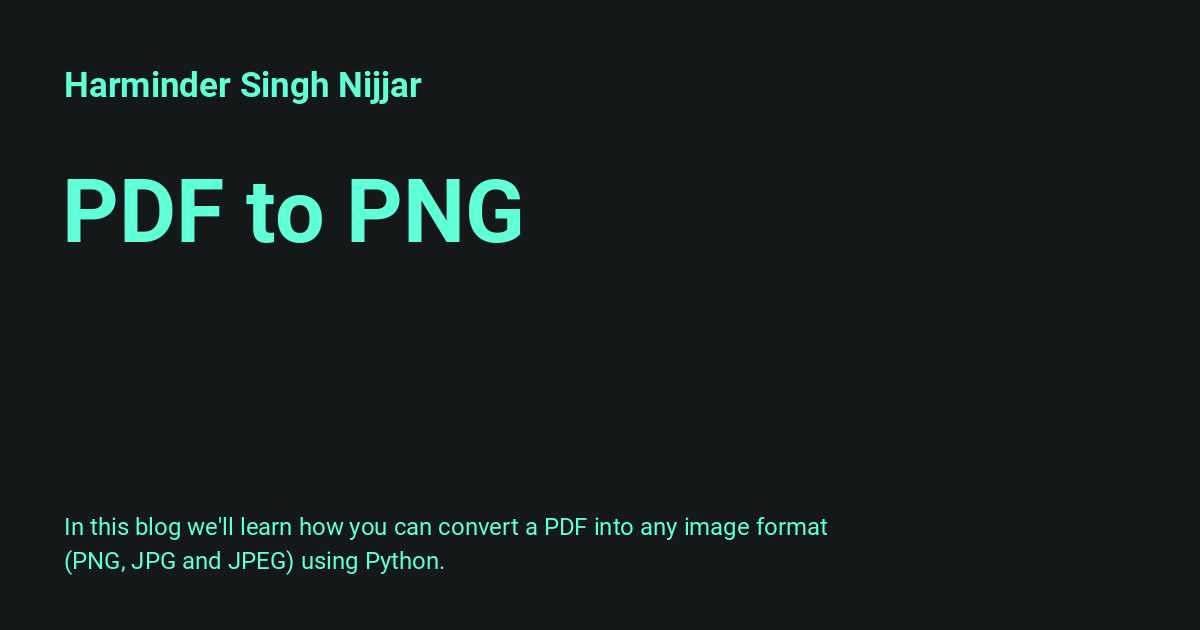 Harminder Singh Nijjar
PDF to PNG
In this blog we'll learn how you can convert a PDF into any image format
(PNG, JPG and JPEG) using Python.